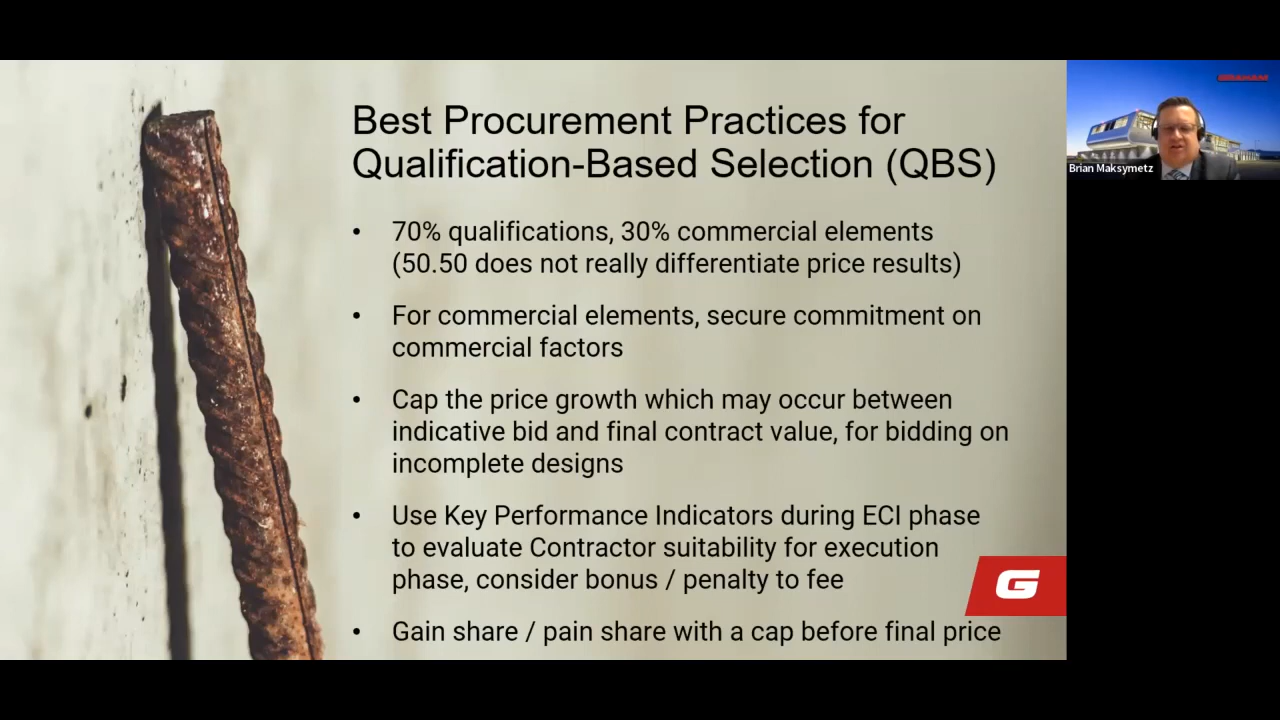 Best Procurement Practices for
Qualification-Based Selection (QBS)
• 70% qualifications, 30% commercial elements
(50.50 does not really differentiate price results)
• For commercial elements, secure commitment on
commercial factors
• Cap the price growth which may occur between
indicative bid and final contract value, for bidding on
incomplete designs
• Use Key Performance Indicators during ECI phase
to evaluate Contractor suitability for execution
phase, consider bonus / penalty to fee
• Gain share / pain share with a cap before final price
G
Brian Maksymetz